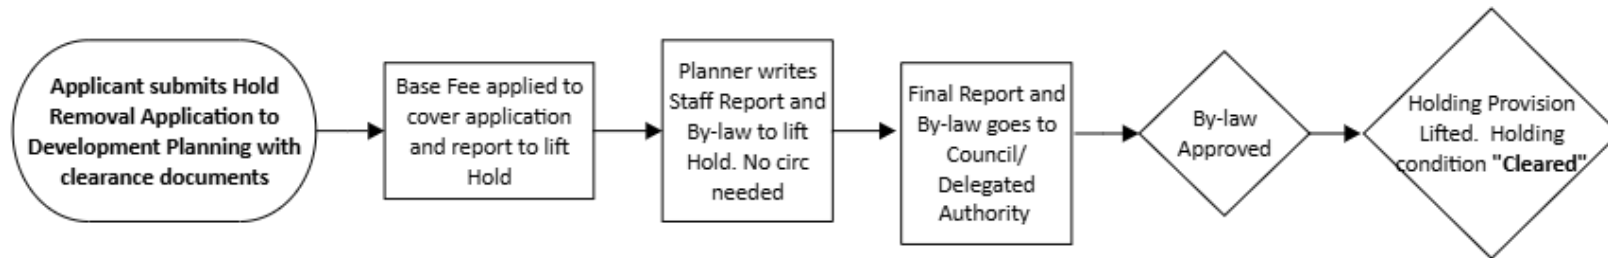 Applicant submits Hold
Removal Application to
Development Planning with
clearance documents
Base Fee applied to
cover application
and report to lift
Hold
Planner writes
Staff Report and
By-law to lift
Hold. No circ
needed
Final Report and
By-law goes to
Council/
Delegated
Authority
By-law
Approved
Holding Provision
Lifted. Holding
condition "Cleared"